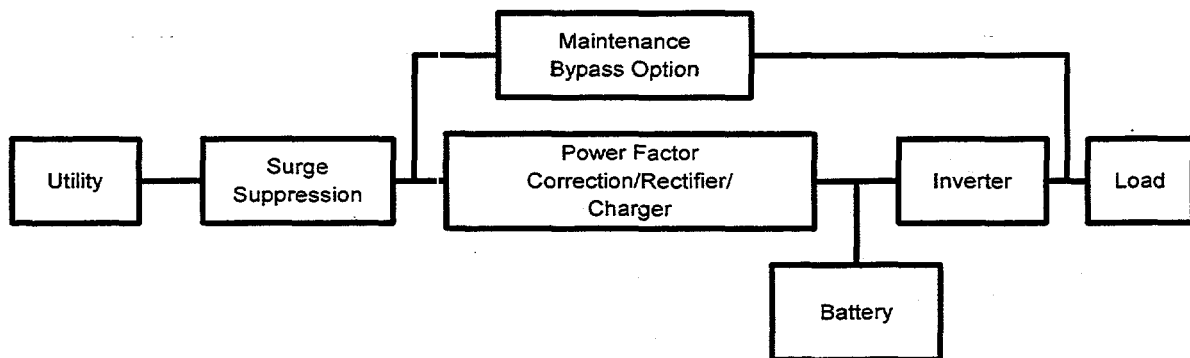 Maintenance
Bypass Option
Utility
Surge
Suppression
Power Factor
Correction/Rectifier/
Charger
Inverter
Load
Battery